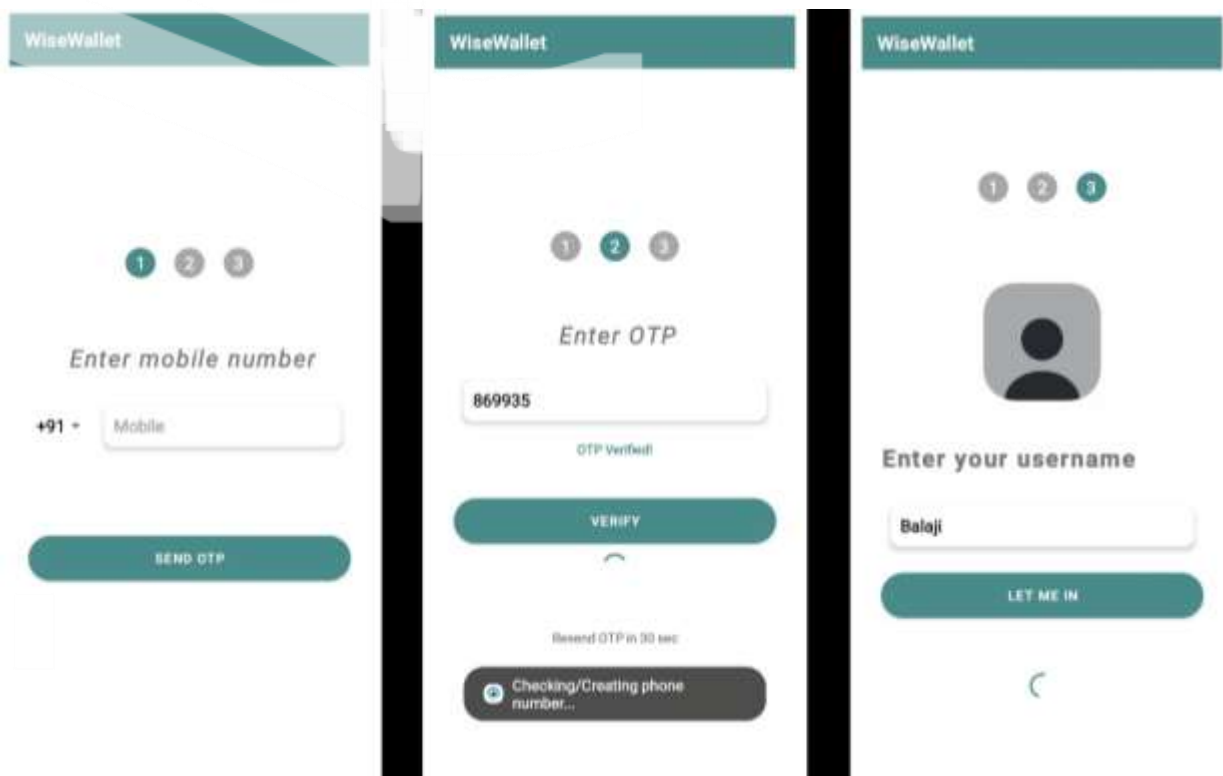 WiseWallet
1 2 3
Enter mobile number
+91 Mobile
SEND OTP
WiseWallet
1 2 3
Enter OTP
869935
OTP Verified!
VERIFY
Resend OTP in 30 sec
Checking/Creating phone
number...
WiseWallet
1 2 3
Enter your username
Balaji
LET ME IN